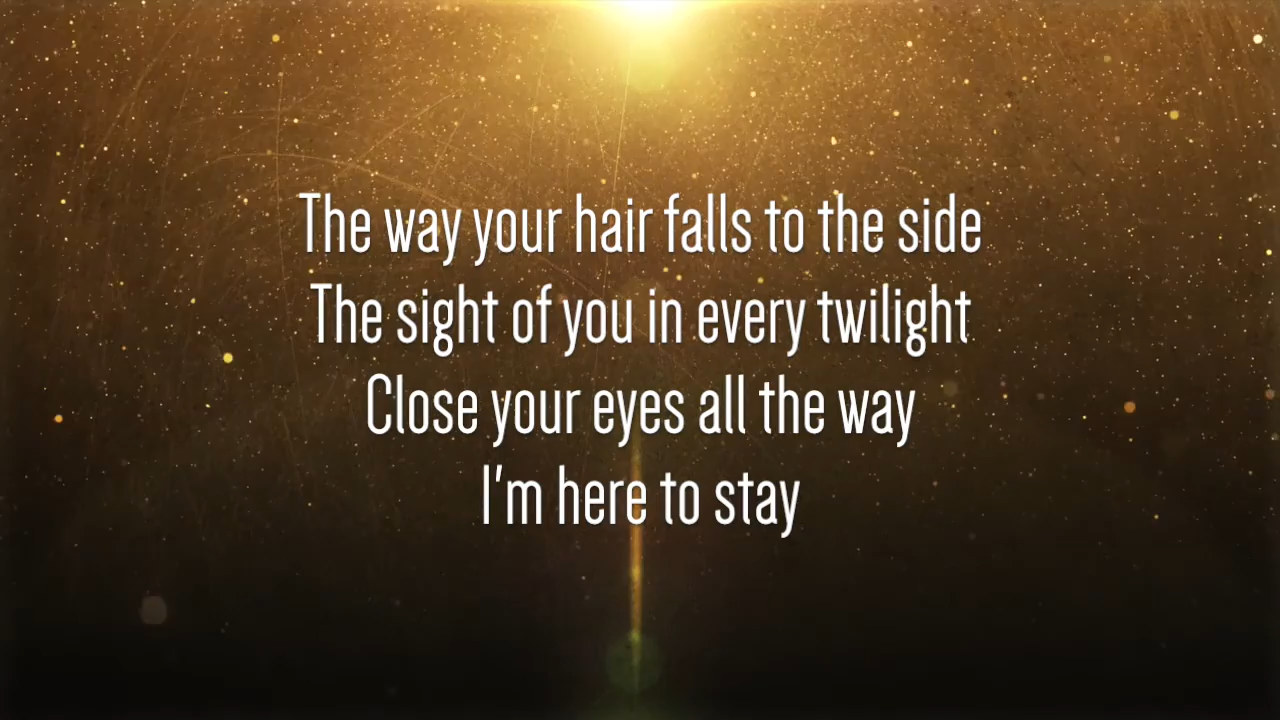 The way your hair falls to the side
The sight of you in every twilight
Close your eyes all the way
I'm here to stay